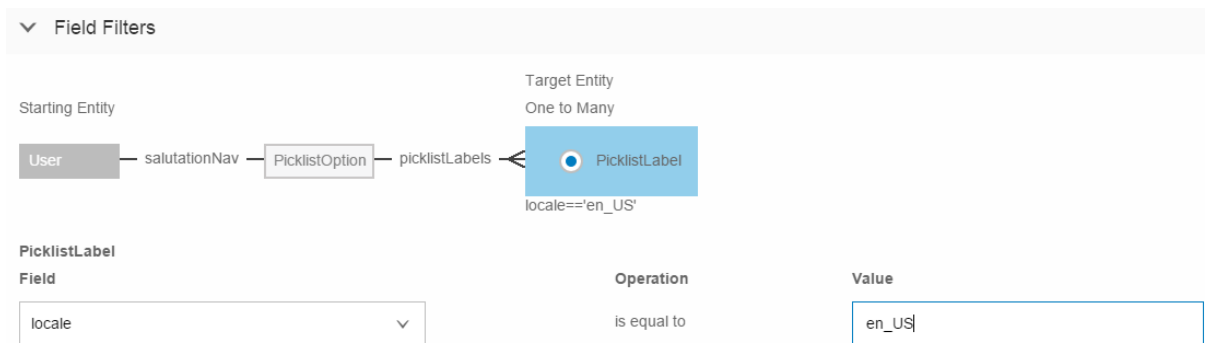 Field Filters
Target Entity
Starting Entity
One to Many
User
salutationNav
PicklistOption
picklistLabels
PicklistLabel
locale=='en_US'
PicklistLabel
Field
Operation
Value
locale
is equal to
en_US